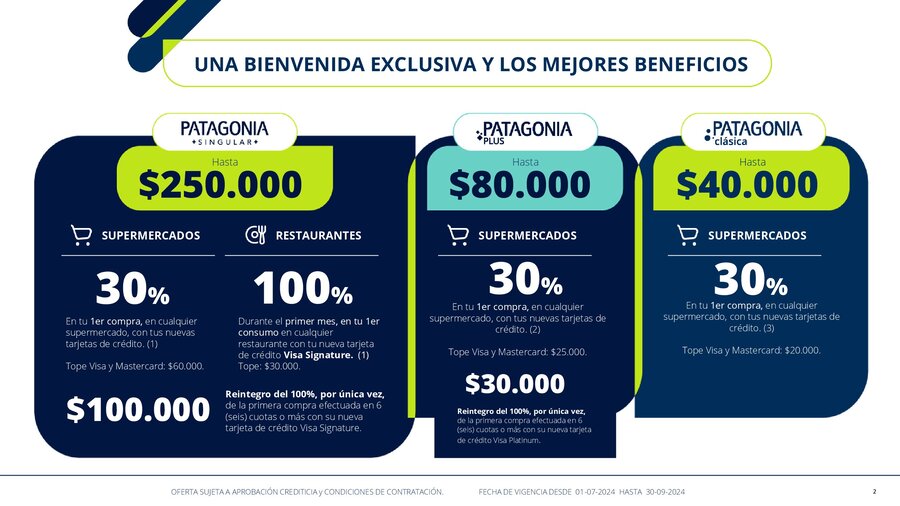 UNA BIENVENIDA EXCLUSIVA Y LOS MEJORES BENEFICIOS
PATAGONIA
SINGULAR
Hasta
$250.000
SUPERMERCADOS
30%
En tu 1er compra, en cualquier
supermercado, con tus nuevas
tarjetas de crédito. (1)
Tope Visa y Mastercard: $60.000.
RESTAURANTES
100%
Durante el primer mes, en tu 1er
consumo en cualquier
restaurante con tu nueva tarjeta
de crédito Visa Signature. (1)
Tope: $30.000.
$100.000
Reintegro del 100%, por única vez,
de la primera compra efectuada en 6
(seis) cuotas o más con su nueva
tarjeta de crédito Visa Signature.
PATAGONIA
PLUS
Hasta
$80.000
SUPERMERCADOS
30%
En tu 1er compra, en cualquier
supermercado, con tus nuevas tarjetas de
crédito. (2)
Tope Visa y Mastercard: $25.000.
$30.000
Reintegro del 100%, por única vez,
de la primera compra efectuada en 6
(seis) cuotas o más con su nueva tarjeta
de crédito Visa Platinum.
PATAGONIA
clásica
Hasta
$40.000
SUPERMERCADOS
30%
En tu 1er compra, en cualquier
supermercado, con tus nuevas tarjetas de
crédito. (3)
Tope Visa y Mastercard: $20.000.
OFERTA SUJETA A APROBACIÓN CREDITICIA y CONDICIONES DE CONTRATACIÓN. FECHA DE VIGENCIA DESDE 01-07-2024 HASTA 30-09-2024
2